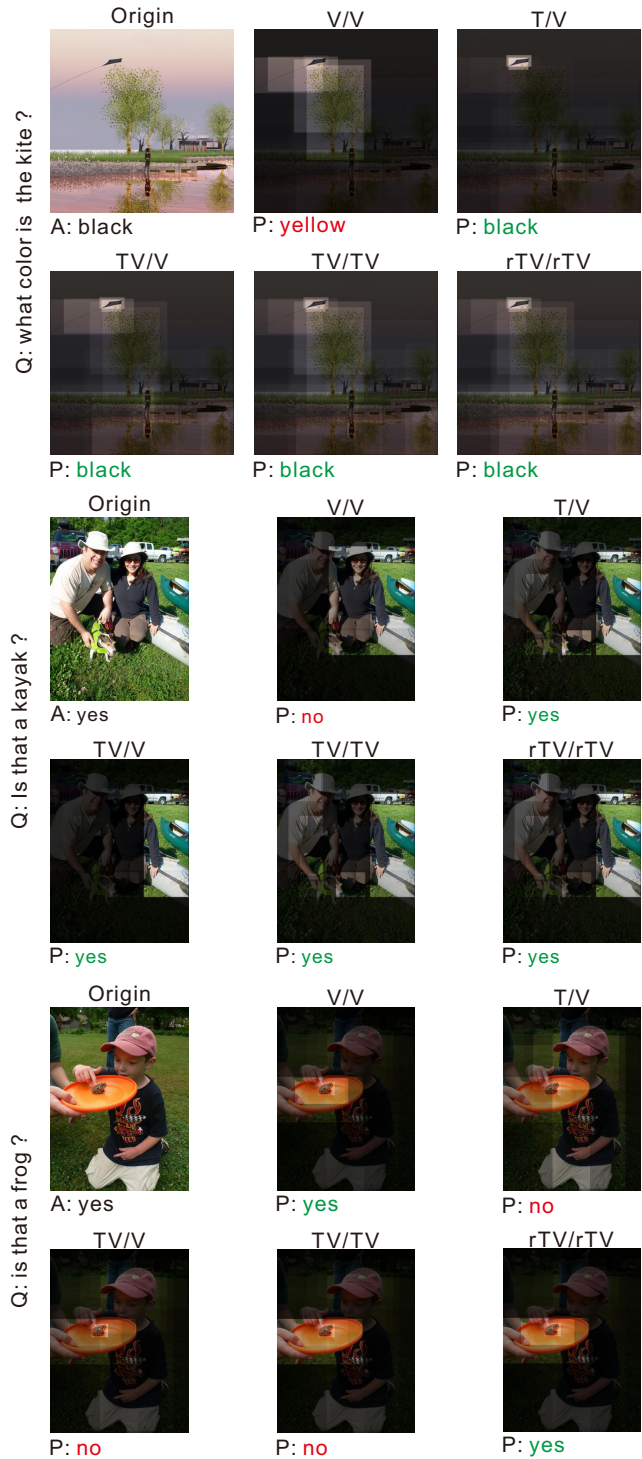 Q: what color is the kite ?
Origin V/V T/V
A: black P: yellow P: black
TV/V TV/TV rTV/rTV
P: black P: black P: black
Q: Is that a kayak ?
Origin V/V T/V
A: yes P: no P: yes
TV/V TV/TV rTV/rTV
P: yes P: yes P: yes
Q: is that a frog ?
Origin V/V T/V
A: yes P: yes P: no
TV/V TV/TV rTV/rTV
P: no P: no P: yes